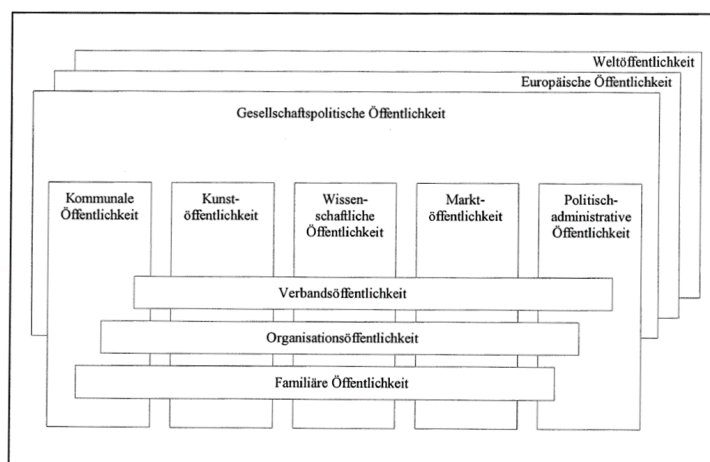 Weltöffentlichkeit
Europäische Öffentlichkeit
Gesellschaftspolitische Öffentlichkeit
Kommunale
Öffentlichkeit
Kunst-
öffentlichkeit
Wissen-
schaftliche
Öffentlichkeit
Markt-
öffentlichkeit
Politisch-
administrative
Öffentlichkeit
Verbandsöffentlichkeit
Organisationsöffentlichkeit
Familiäre Öffentlichkeit